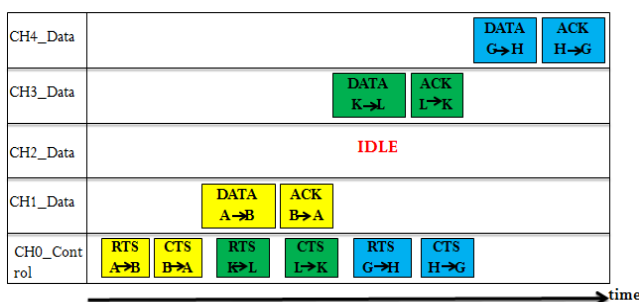 CH4_Data
DATA ACK
G→H H→G
CH3_Data
DATA ACK
K→L L→K
CH2_Data
IDLE
CH1_Data
DATA ACK
A→B B→A
CH0_Cont
rol
RTS CTS RTS CTS RTS CTS
A→B B→A K→L L→K G→H H→G
time